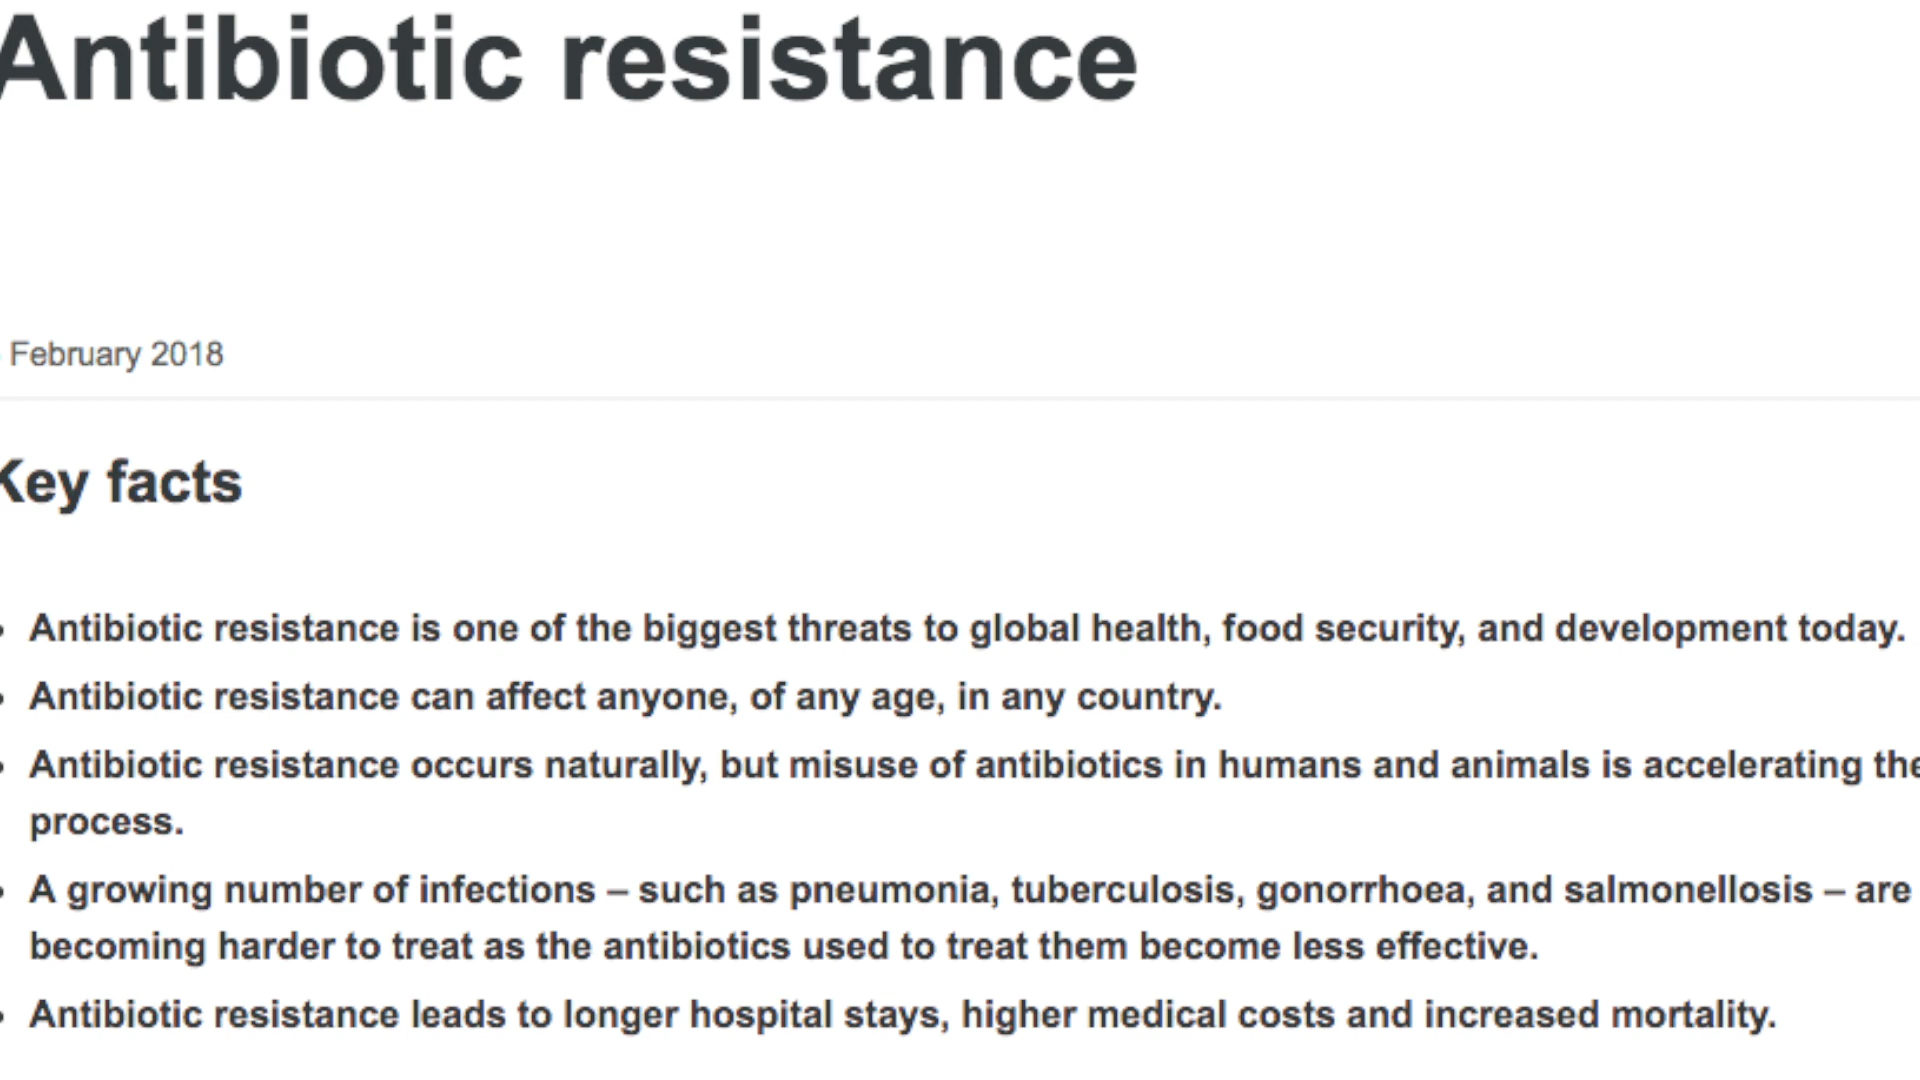 Antibiotic resistance
February 2018
Key facts
• Antibiotic resistance is one of the biggest threats to global health, food security, and development today.
• Antibiotic resistance can affect anyone, of any age, in any country.
• Antibiotic resistance occurs naturally, but misuse of antibiotics in humans and animals is accelerating the
process.
• A growing number of infections – such as pneumonia, tuberculosis, gonorrhoea, and salmonellosis – are
becoming harder to treat as the antibiotics used to treat them become less effective.
• Antibiotic resistance leads to longer hospital stays, higher medical costs and increased mortality.